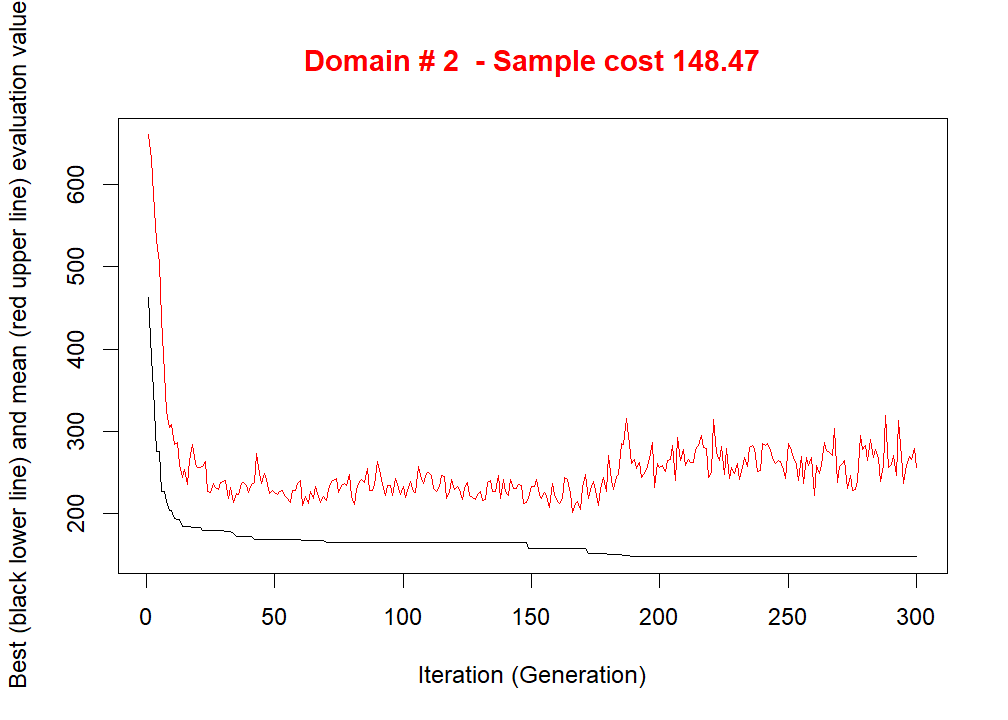 Domain # 2  - Sample cost 148.47
Best (black lower line) and mean (red upper line) evaluation value
600
500
400
300
200
0 50 100 150 200 250 300
Iteration (Generation)